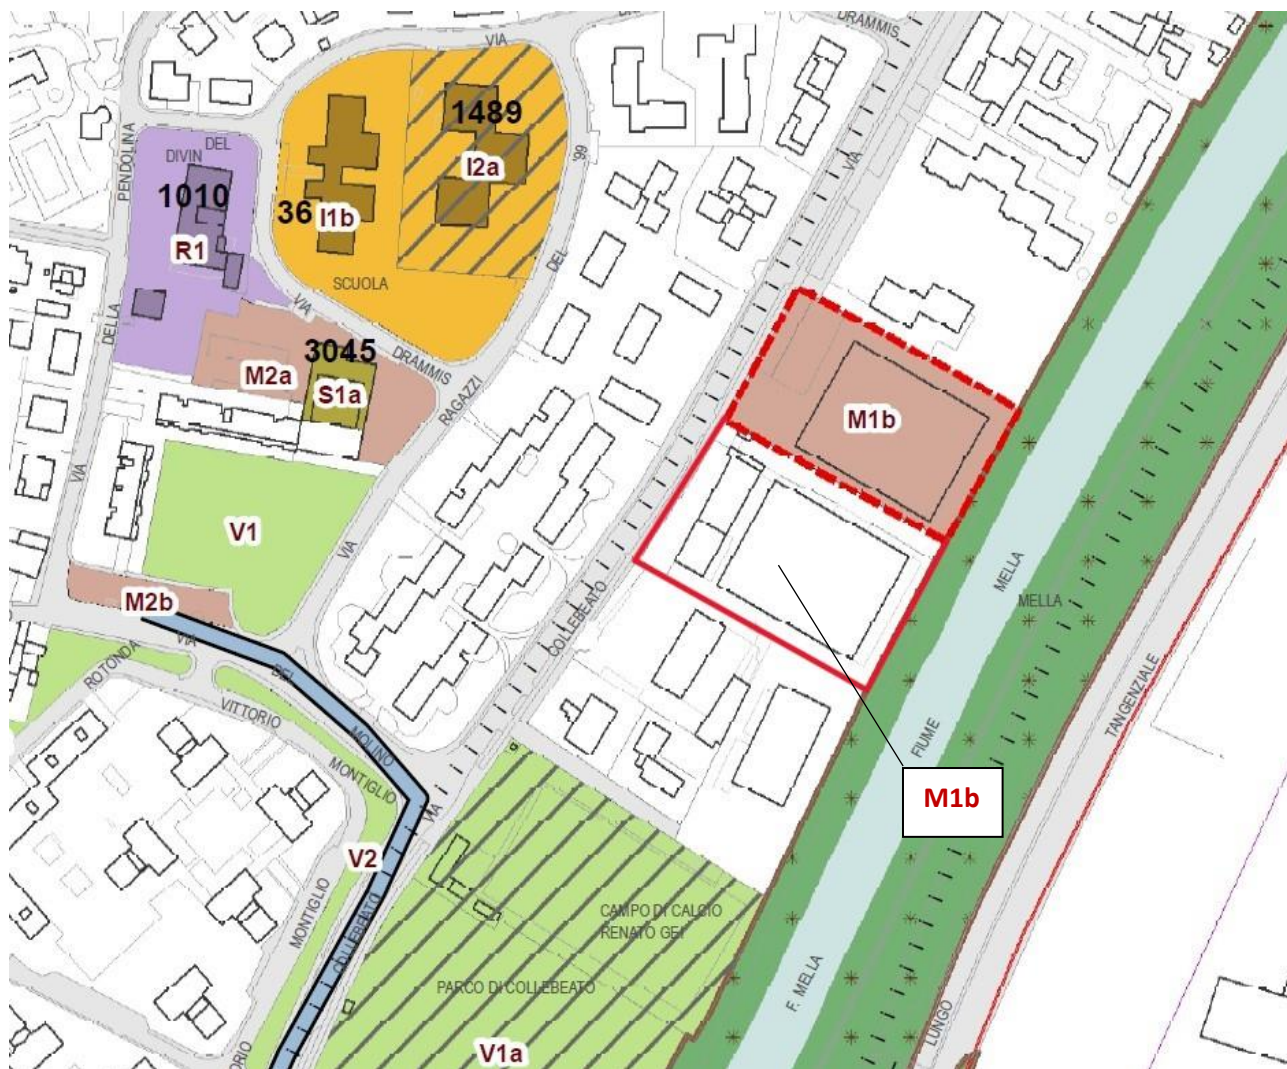 VIA
DRAMMIS
PENDOLINA
DEL
DIVIN
1489
I2a
'99
VIA
1010
36
I1b
R1
SCUOLA
DEL
VIA
DELLA
3045
DRAMMIS
M2a
S1a
RAGAZZI
M1b
VIA
V1
VIA
M2b
VIA
COLLEBEATO
MELLA
MELLA
ROTONDA
DEL
VITTORIO
MOLINO
MONTIGLIO
FIUME
TANGENZIALE
M1b
VIA
V2
MONTIGLIO
COLLEBEATO
CAMPO DI CALCIO
RENATO GEI
PARCO DI COLLEBEATO
F. MELLA
LUNGO
V1a